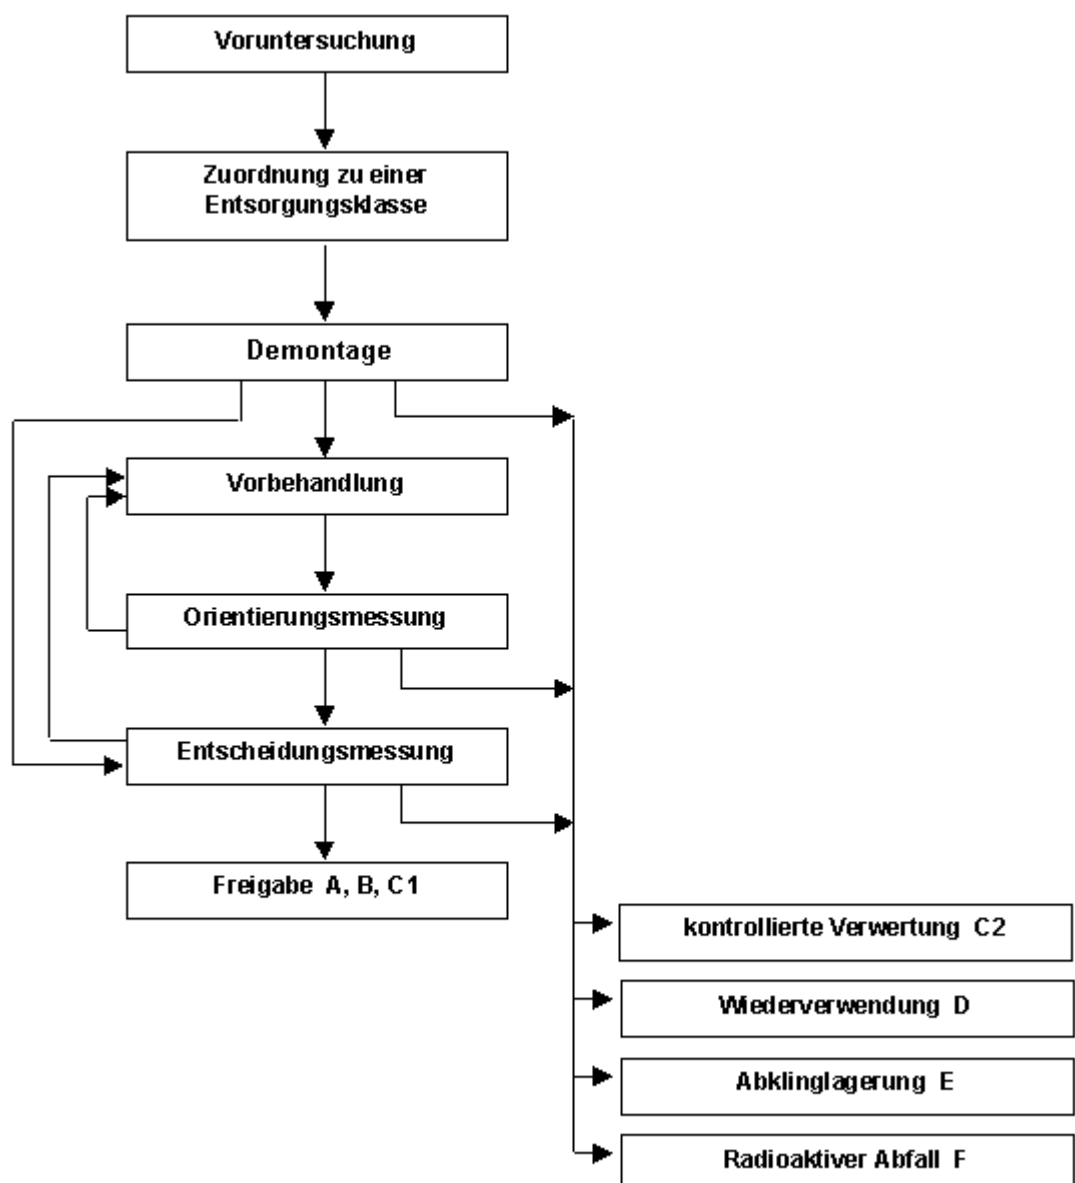 Voruntersuchung
Zuordnung zu einer
Entsorgungsklasse
Demontage
Vorbehandlung
Orientierungsmessung
Entscheidungsmessung
Freigabe A, B, C1
kontrollierte Verwertung C2
Wiederverwendung D
Abklinglagerung E
Radioaktiver Abfall F